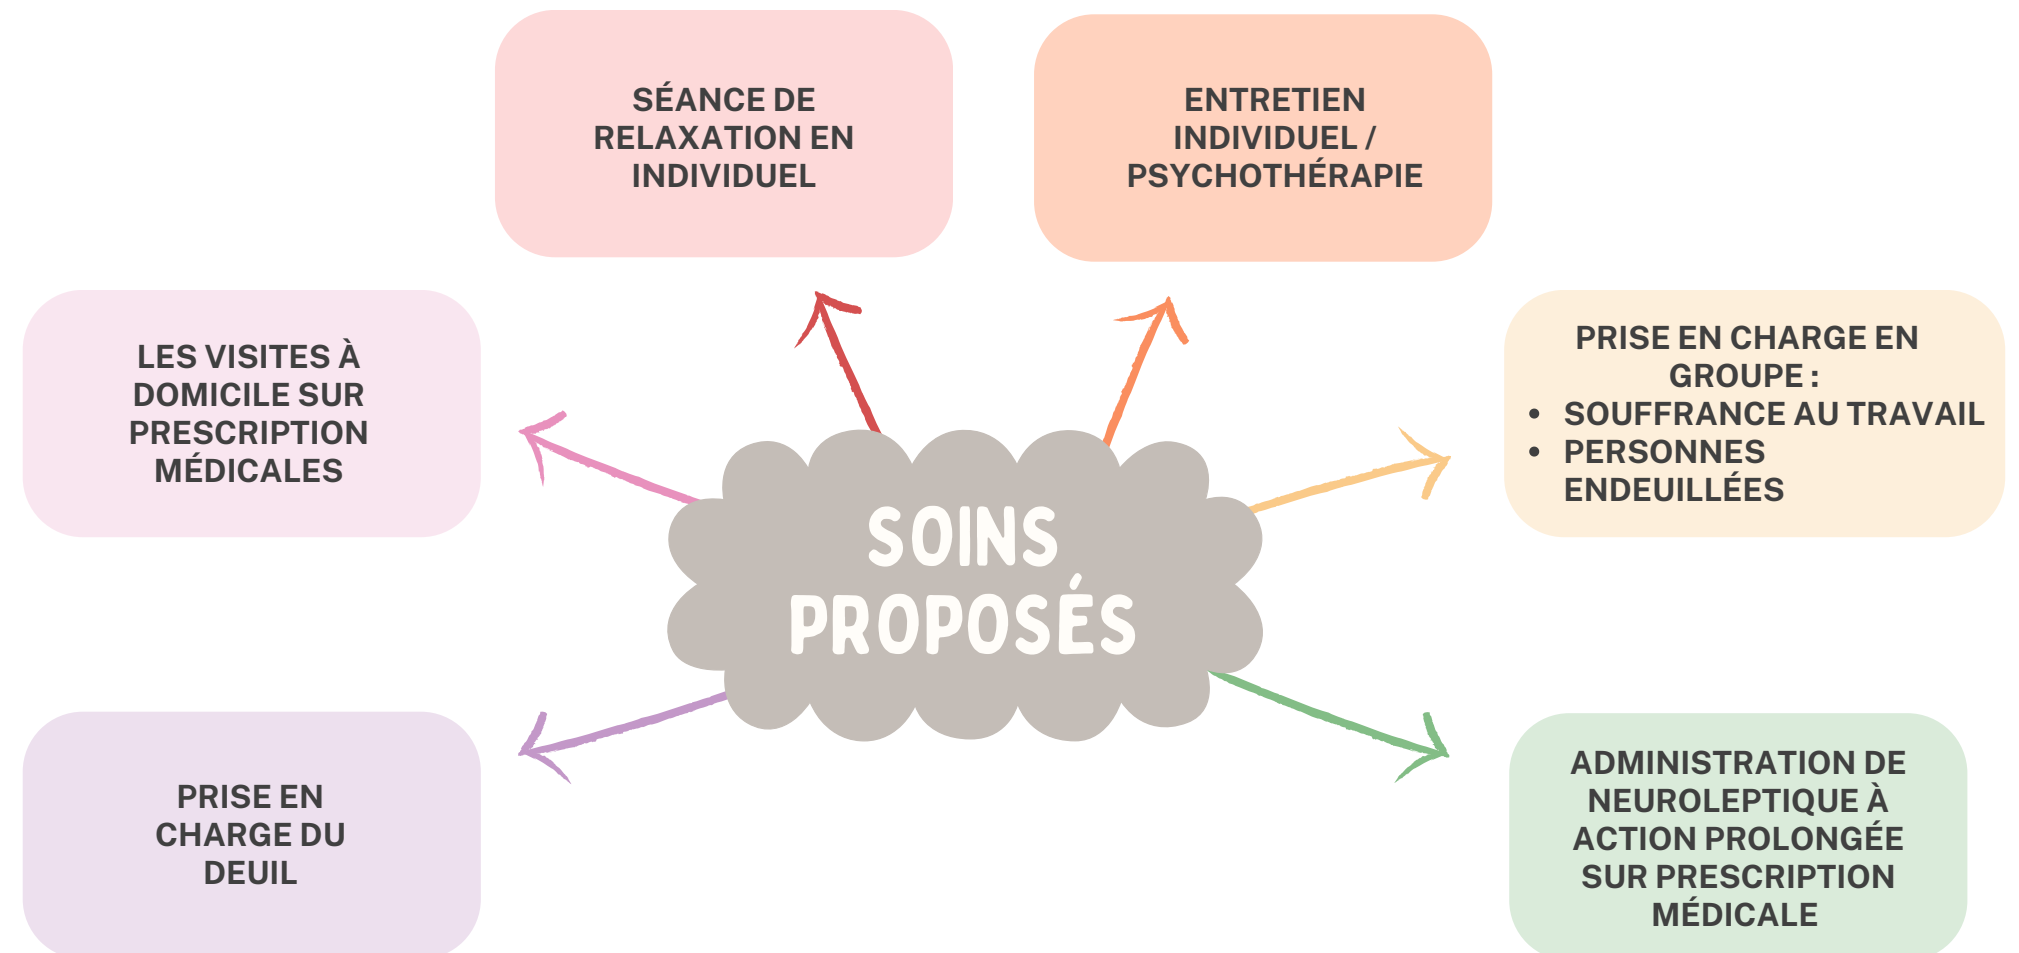 SÉANCE DE
RELAXATION EN
INDIVIDUEL
ENTRETIEN
INDIVIDUEL /
PSYCHOTHÉRAPIE
LES VISITES À
DOMICILE SUR
PRESCRIPTION
MÉDICALES
PRISE EN CHARGE EN
GROUPE :
• SOUFFRANCE AU TRAVAIL
• PERSONNES
ENDEUILLÉES
SOINS
PROPOSÉS
PRISE EN
CHARGE DU
DEUIL
ADMINISTRATION DE
NEUROLEPTIQUE À
ACTION PROLONGÉE
SUR PRESCRIPTION
MÉDICALE